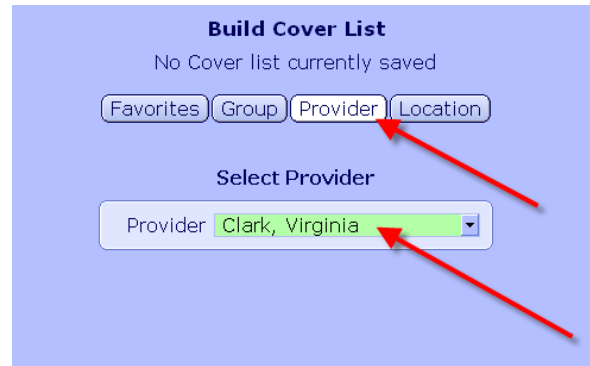 Build Cover List
No Cover list currently saved
Favorites Group Provider Location
Select Provider
Provider Clark, Virginia